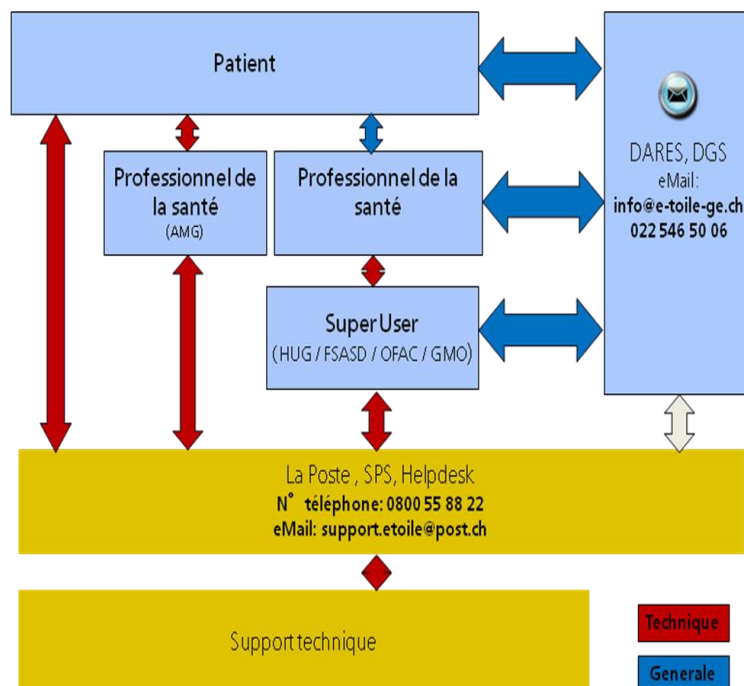 Patient
DARES, DGS
eMail:
info@e-toile-ge.ch
022 546 50 06
Professionnel de
la santé
(AMG)
Professionnel de la
santé
Super User
(HUG / FSASD / OFAC / GMO)
La Poste , SPS, Helpdesk
N° téléphone: 0800 55 88 22
eMail: support.etoile@post.ch
Support technique
Technique
Generale